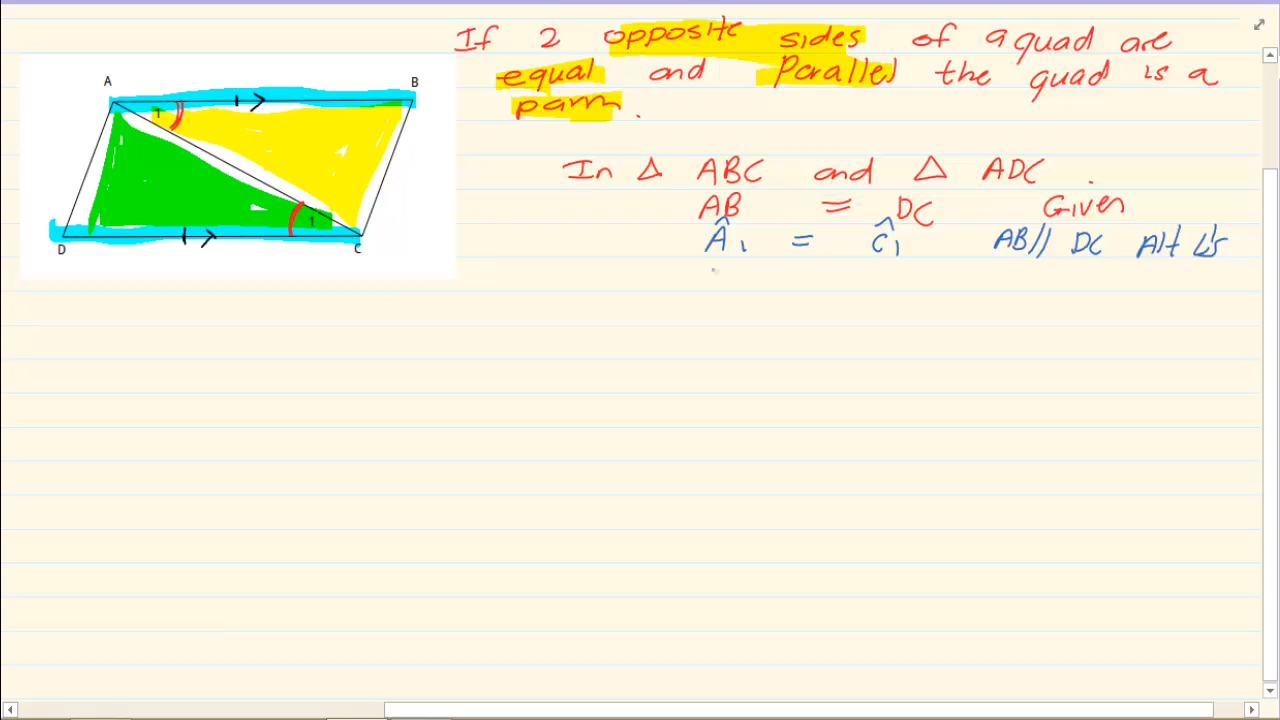 If 2 opposite sides of a quad are
equal and parallel the quad is a
parm.
A B
1
1
D C
In Δ ABC and Δ ADC.
AB = DC Given
Â₁ = Ĉ₁ AB // DC Alt ∠'s